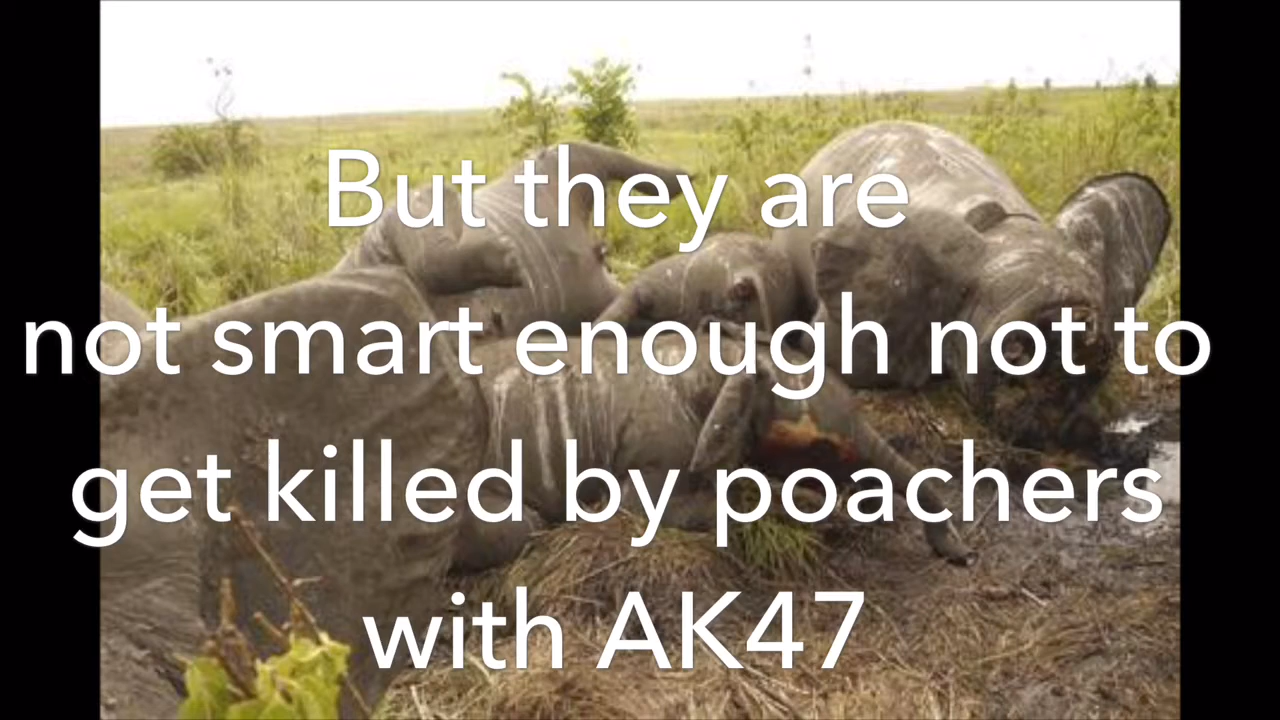 But they are
not smart enough not to
get killed by poachers
with AK47